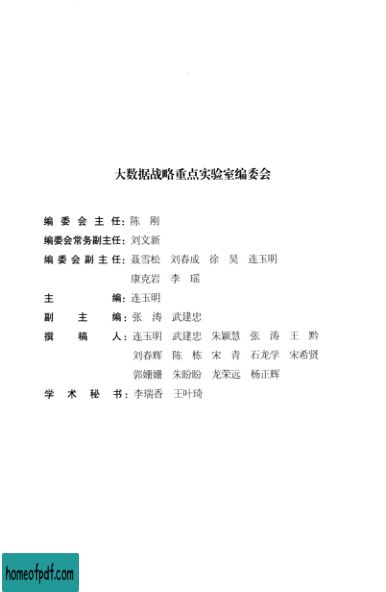 大数据战略重点实验室编委会
编委会主任：陈 刚
编委会常务副主任：刘文新
编委会副主任：聂雪松 刘春成 徐 昊 连玉明
康克岩 李 瑶
主 编：连玉明
副 主 编：张 涛 武建忠
撰 稿 人：连玉明 武建忠 朱颖慧 张 涛 王 黔
刘春辉 陈 栋 宋 青 石龙学 宋希贤
郭姗姗 朱盼盼 龙荣远 杨正辉
学 术 秘 书：李瑞香 王叶琦
homeofpdf.com